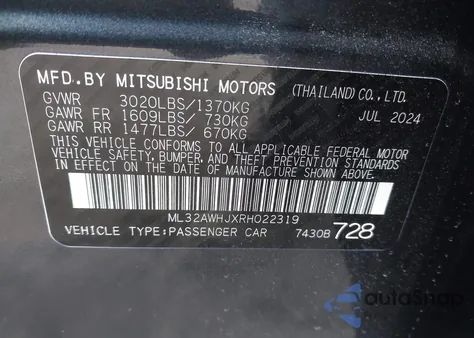 MFD. BY MITSUBISHI MOTORS (THAILAND) CO., LTD.
GVWR 3020LBS/1370KG JUL 2024
GAWR FR 1609LBS/ 730KG
GAWR RR 1477LBS/ 670KG
THIS VEHICLE CONFORMS TO ALL APPLICABLE FEDERAL MOTOR
VEHICLE SAFETY, BUMPER, AND THEFT PREVENTION STANDARDS
IN EFFECT ON THE DATE OF MANUFACTURE SHOWN ABOVE.
ML32AWHJXRH022319
VEHICLE TYPE:PASSENGER CAR 7430B 728
autoSnap